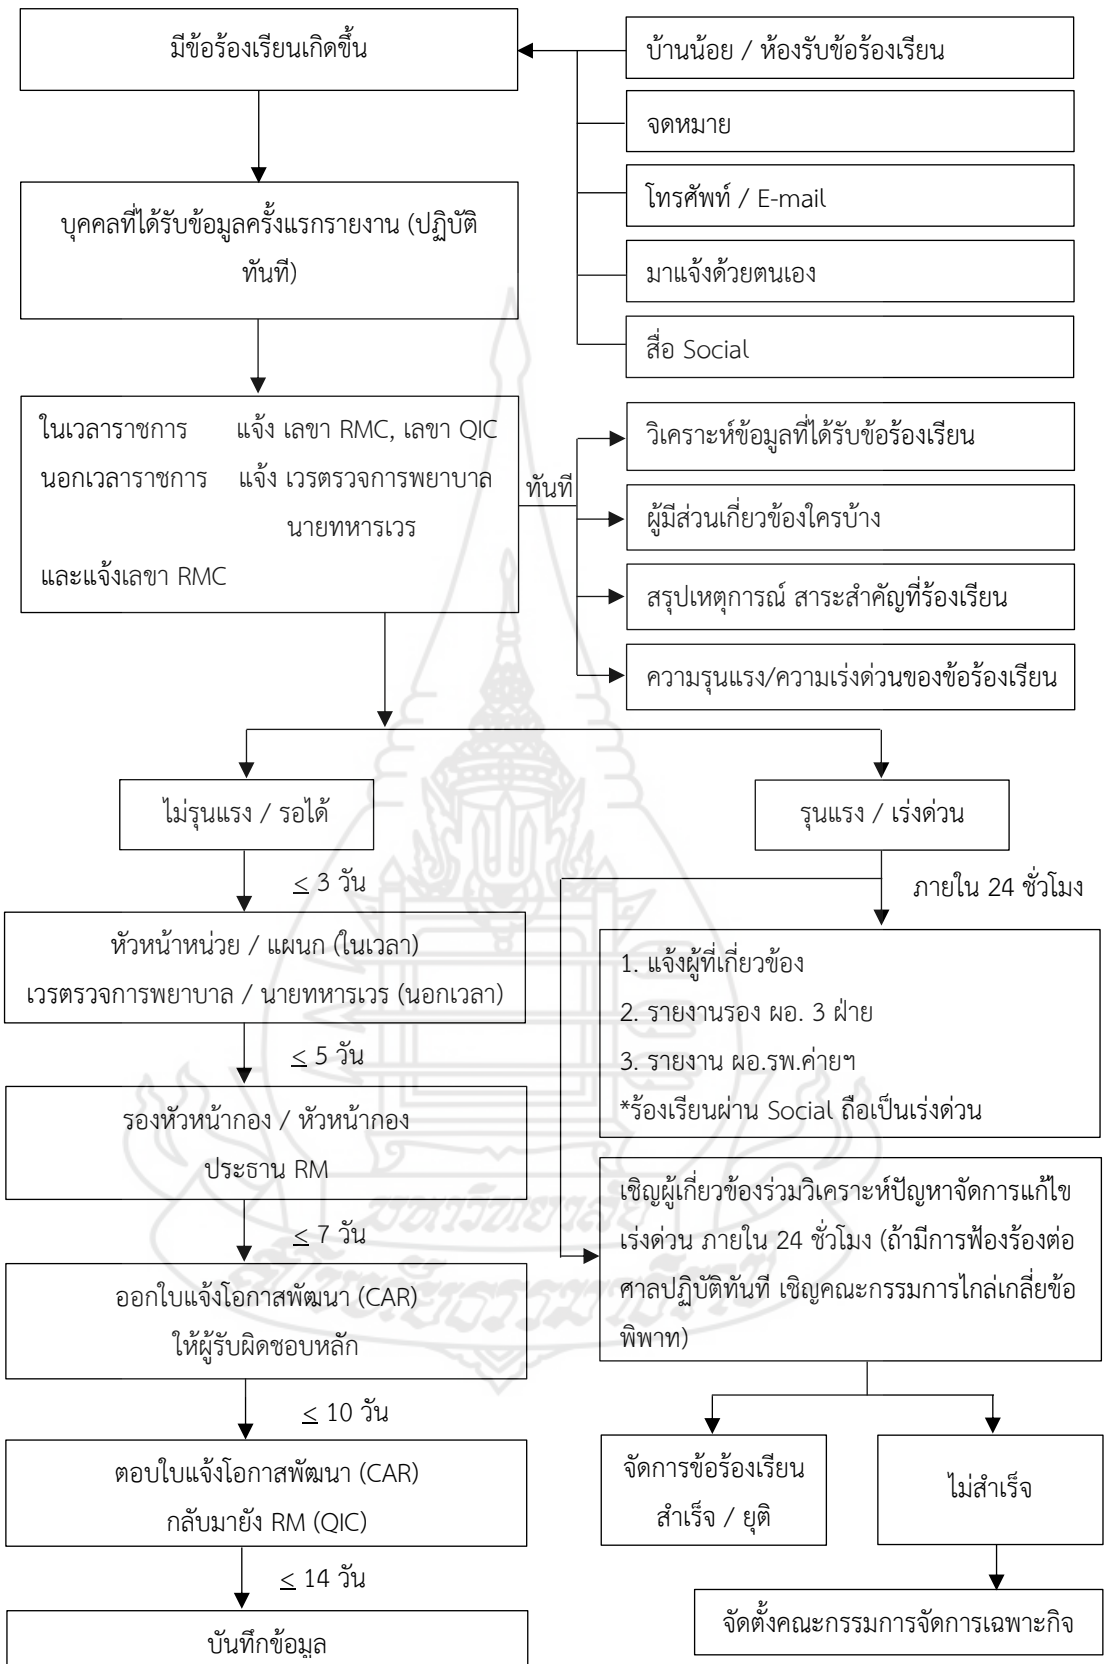 มีข้อร้องเรียนเกิดขึ้น
บ้านน้อย / ห้องรับข้อร้องเรียน
จดหมาย
โทรศัพท์ / E-mail
มาแจ้งด้วยตนเอง
สื่อ Social
บุคคลที่ได้รับข้อมูลครั้งแรกรายงาน (ปฏิบัติ
ทันที)
ในเวลาราชการ แจ้ง เลขา RMC, เลขา QIC
นอกเวลาราชการ แจ้ง เวรตรวจการพยาบาล
นายทหารเวร
และแจ้งเลขา RMC
ทันที
วิเคราะห์ข้อมูลที่ได้รับข้อร้องเรียน
ผู้มีส่วนเกี่ยวข้องใครบ้าง
สรุปเหตุการณ์ สาระสำคัญที่ร้องเรียน
ความรุนแรง/ความเร่งด่วนของข้อร้องเรียน
ไม่รุนแรง / รอได้
≤ 3 วัน
หัวหน้าหน่วย / แผนก (ในเวลา)
เวรตรวจการพยาบาล / นายทหารเวร (นอกเวลา)
≤ 5 วัน
รองหัวหน้ากอง / หัวหน้ากอง
ประธาน RM
≤ 7 วัน
ออกใบแจ้งโอกาสพัฒนา (CAR)
ให้ผู้รับผิดชอบหลัก
≤ 10 วัน
ตอบใบแจ้งโอกาสพัฒนา (CAR)
กลับมายัง RM (QIC)
≤ 14 วัน
บันทึกข้อมูล
รุนแรง / เร่งด่วน
ภายใน 24 ชั่วโมง
1. แจ้งผู้ที่เกี่ยวข้อง
2. รายงานรอง ผอ. 3 ฝ่าย
3. รายงาน ผอ.รพ.ค่ายฯ
*ร้องเรียนผ่าน Social ถือเป็นเร่งด่วน
เชิญผู้เกี่ยวข้องร่วมวิเคราะห์ปัญหาจัดการแก้ไข
เร่งด่วน ภายใน 24 ชั่วโมง (ถ้ามีการฟ้องร้องต่อ
ศาลปฏิบัติทันที เชิญคณะกรรมการไกล่เกลี่ยข้อ
พิพาท)
จัดการข้อร้องเรียน
สำเร็จ / ยุติ
ไม่สำเร็จ
จัดตั้งคณะกรรมการจัดการเฉพาะกิจ
มหาวิทยาลัย
สุโขทัยธรรมาธิราช